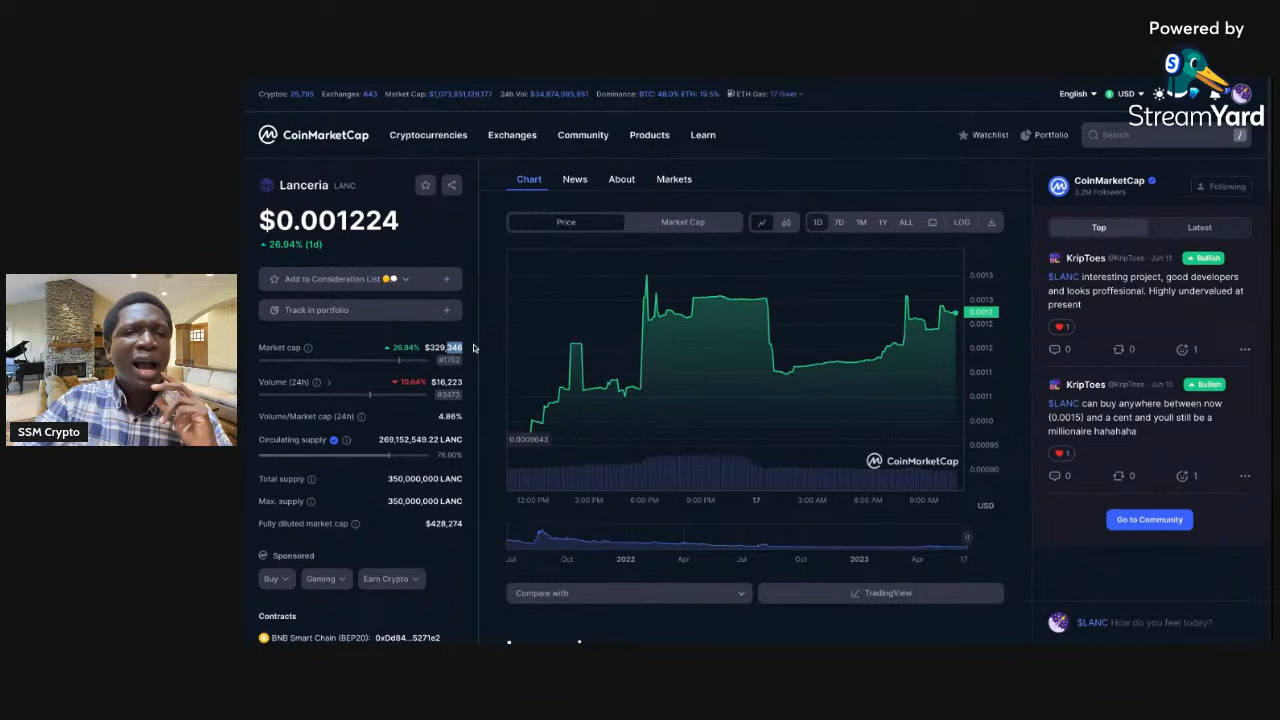 Powered by
StreamYard
Cryptos: 25,795 Exchanges: 643 Market Cap: $1,073,851,129,177 24h Vol: $34,874,085,951 Dominance: BTC: 48.0% ETH: 19.5% ETH Gas: 17 Gwei
English USD
CoinMarketCap Cryptocurrencies Exchanges Community Products Learn
Watchlist Portfolio Search /
Lanceria LANC
$0.001224
26.94% (1d)
Add to Consideration List
Track in portfolio
Market cap 26.94% $329,346
#1762
Volume (24h) 10.64% $16,223
#3473
Volume/Market cap (24h) 4.86%
Circulating supply 269,152,549.22 LANC
76.90%
Total supply 350,000,000 LANC
Max. supply 350,000,000 LANC
Fully diluted market cap $428,274
Sponsored
Buy Gaming Earn Crypto
Contracts
BNB Smart Chain (BEP20): 0xDd84...5271e2
Chart News About Markets
Price Market Cap 1D 7D 1M 1Y ALL LOG
0.0013
0.0013
0.0012
0.0012
0.0012
0.0011
0.0011
0.0010
0.00095
0.00090
0.0009643
CoinMarketCap
12:00 PM 3:00 PM 6:00 PM 9:00 PM 17 3:00 AM 6:00 AM 9:00 AM USD
Jul Oct 2022 Apr Jul Oct 2023 Apr 17
Compare with TradingView
CoinMarketCap
3.2M Followers
Following
Top Latest
KripToes @KripToes · Jun 11 Bullish
$LANC interesting project, good developers
and looks proffesional. Highly undervalued at
present
1
0 0 1
KripToes @KripToes · Jun 10 Bullish
$LANC can buy anywhere between now
(0.0015) and a cent and youll still be a
millionaire hahahaha
1
0 0 1
Go to Community
$LANC How do you feel today?
SSM Crypto